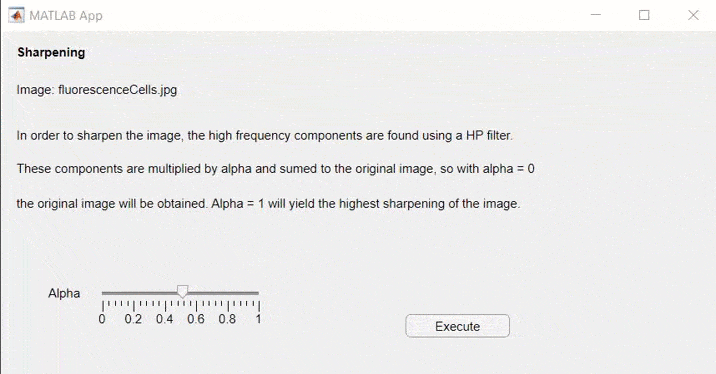 MATLAB App
Sharpening
Image: fluorescenceCells.jpg
In order to sharpen the image, the high frequency components are found using a HP filter.
These components are multiplied by alpha and sumed to the original image, so with alpha = 0
the original image will be obtained. Alpha = 1 will yield the highest sharpening of the image.
Alpha
0 0.2 0.4 0.6 0.8 1
Execute